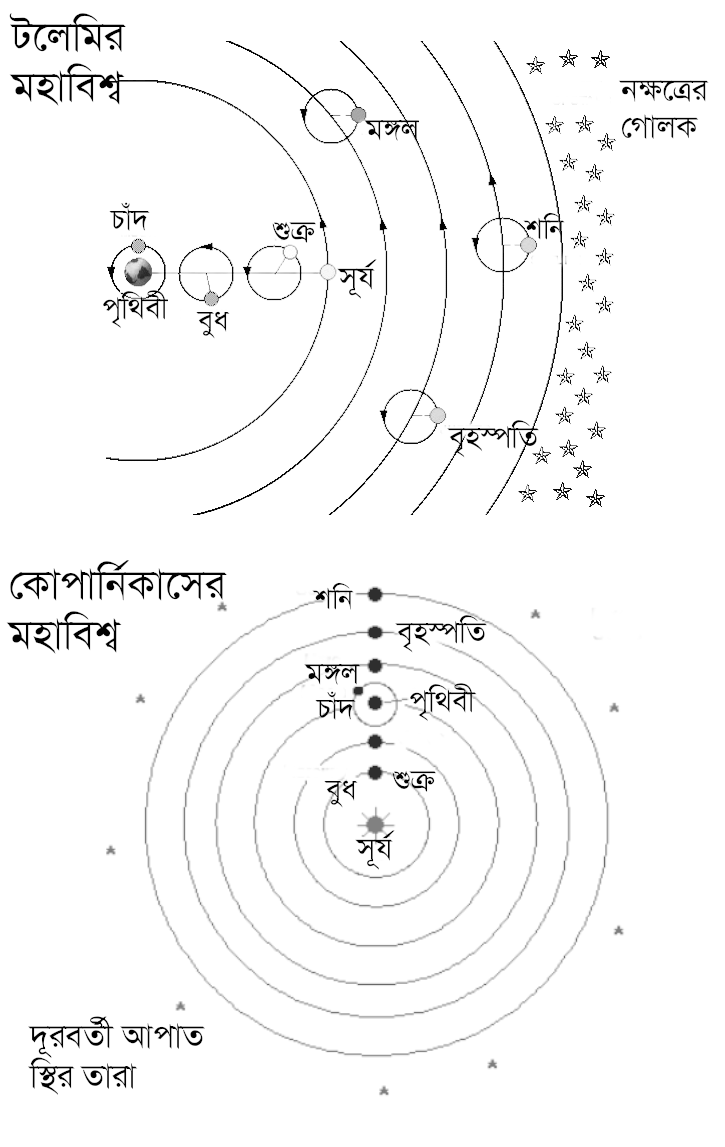 টলেমির
মহাবিশ্ব
নক্ষত্রের
গোলক
মঙ্গল
চাঁদ
শুক্র
শনি
সূর্য
পৃথিবী
বুধ
বৃহস্পতি
কোপার্নিকাসের
মহাবিশ্ব
শনি
বৃহস্পতি
মঙ্গল
চাঁদ
পৃথিবী
বুধ
শুক্র
সূর্য
দূরবর্তী আপাত
স্থির তারা